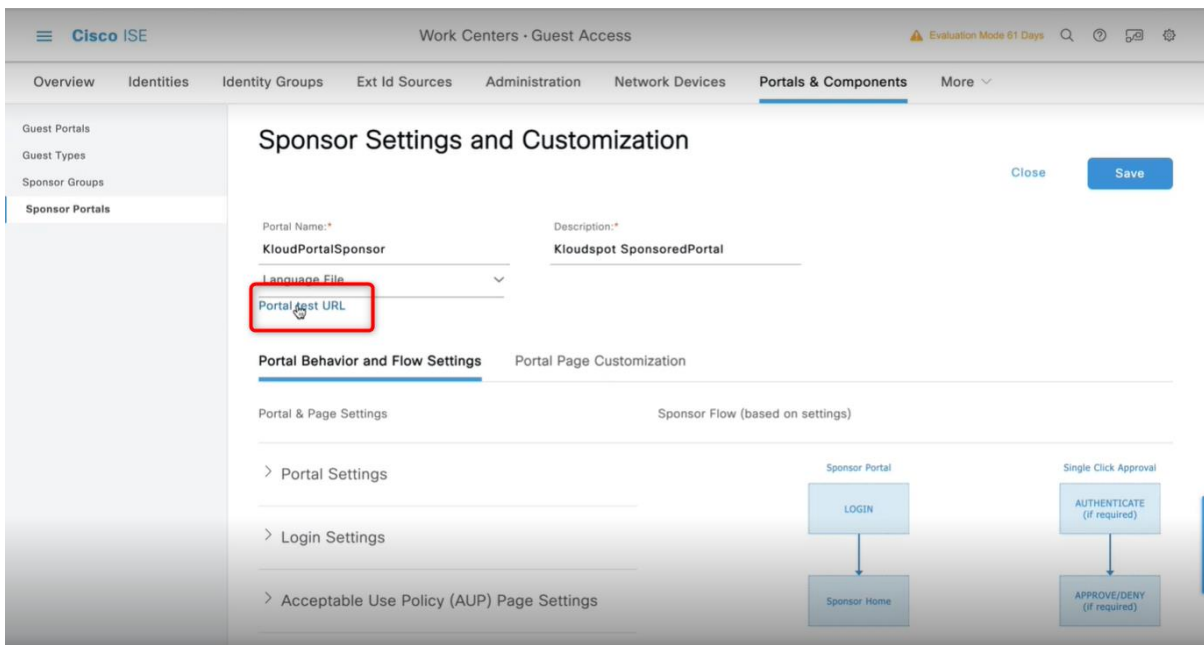 Cisco ISE
Work Centers · Guest Access
Evaluation Mode 61 Days
Overview Identities Identity Groups Ext Id Sources Administration Network Devices Portals & Components More
Guest Portals
Guest Types
Sponsor Groups
Sponsor Portals
Sponsor Settings and Customization
Close Save
Portal Name:* Description:*
KloudPortalSponsor Kloudspot SponsoredPortal
Language File
Portal test URL
Portal Behavior and Flow Settings Portal Page Customization
Portal & Page Settings Sponsor Flow (based on settings)
Portal Settings
Login Settings
Acceptable Use Policy (AUP) Page Settings
Sponsor Portal
LOGIN
Sponsor Home
Single Click Approval
AUTHENTICATE
(if required)
APPROVE/DENY
(if required)